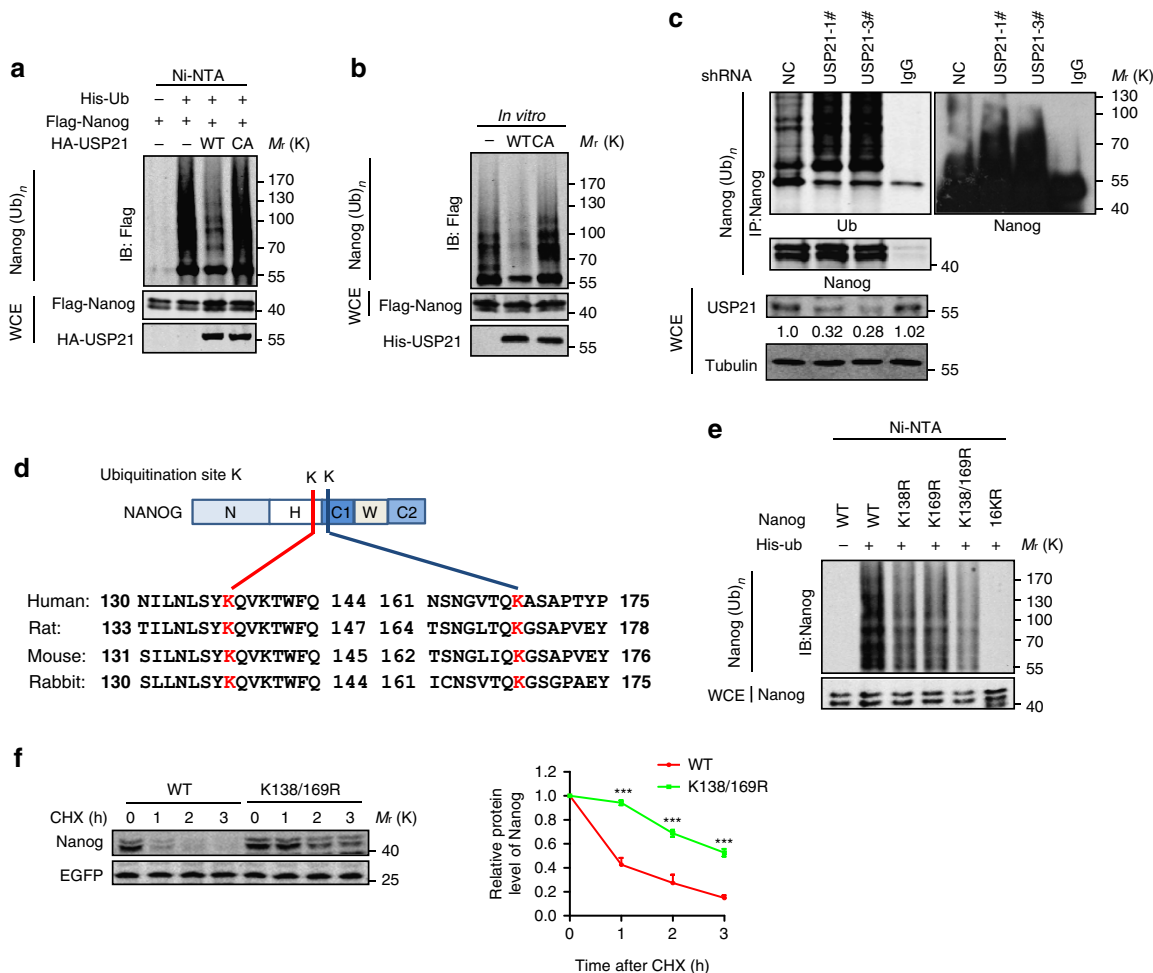 a
Ni-NTA
His-Ub – + + +
Flag-Nanog + + + +
HA-USP21 – – WT CA Mr (K)
Nanog (Ub)n
IB: Flag
170
130
100
70
55
WCE
Flag-Nanog 40
HA-USP21 55
b
In vitro
– WT CA Mr (K)
Nanog (Ub)n
IB: Flag
170
130
100
70
55
WCE
Flag-Nanog 40
His-USP21 55
c
shRNA NC USP21-1# USP21-3# IgG NC USP21-1# USP21-3# IgG Mr (K)
Nanog (Ub)n
IP:Nanog
130
100
70
55
40
Ub Nanog
40
Nanog
WCE
USP21 55
1.0 0.32 0.28 1.02
Tubulin 55
d
Ubiquitination site K K K
NANOG N H C1 W C2
Human: 130 NILNLSYKQVKTWFQ 144 161 NSNGVTQKASAPTYP 175
Rat: 133 TILNLSYKQVKTWFQ 147 164 TSNGLTQKGSAPVEY 178
Mouse: 131 SILNLSYKQVKTWFQ 145 162 TSNGLIQKGSAPVEY 176
Rabbit: 130 SLLNLSYKQVKTWFQ 144 161 ICNSVTQKGSGPAEY 175
e
Ni-NTA
Nanog WT WT K138R K169R K138/169R 16KR
His-ub – + + + + + Mr (K)
Nanog (Ub)n
IB:Nanog
170
130
100
70
55
WCE Nanog 40
f
WT K138/169R
CHX (h) 0 1 2 3 0 1 2 3 Mr (K)
Nanog 40
EGFP 25
WT
K138/169R
Relative protein
level of Nanog
1.2
1.0
0.8
0.6
0.4
0.2
0.0
***
***
***
0 1 2 3
Time after CHX (h)